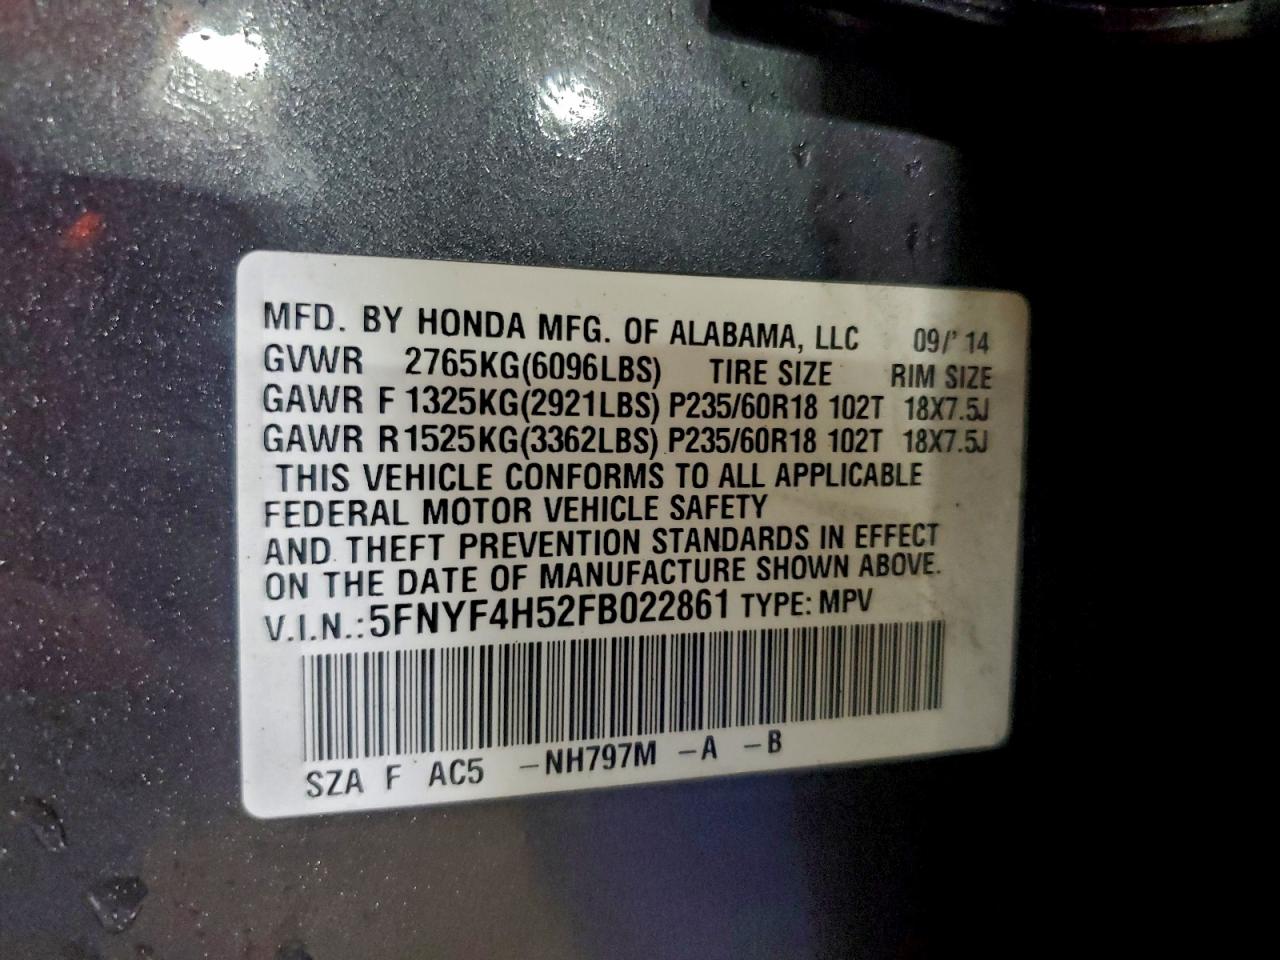 MFD. BY HONDA MFG. OF ALABAMA, LLC 09/' 14
GVWR 2765KG(6096LBS) TIRE SIZE RIM SIZE
GAWR F 1325KG(2921LBS) P235/60R18 102T 18X7.5J
GAWR R 1525KG(3362LBS) P235/60R18 102T 18X7.5J
THIS VEHICLE CONFORMS TO ALL APPLICABLE
FEDERAL MOTOR VEHICLE SAFETY
AND THEFT PREVENTION STANDARDS IN EFFECT
ON THE DATE OF MANUFACTURE SHOWN ABOVE.
V.I.N.: 5FNYF4H52FB022861 TYPE: MPV
SZA F AC5 -NH797M -A -B